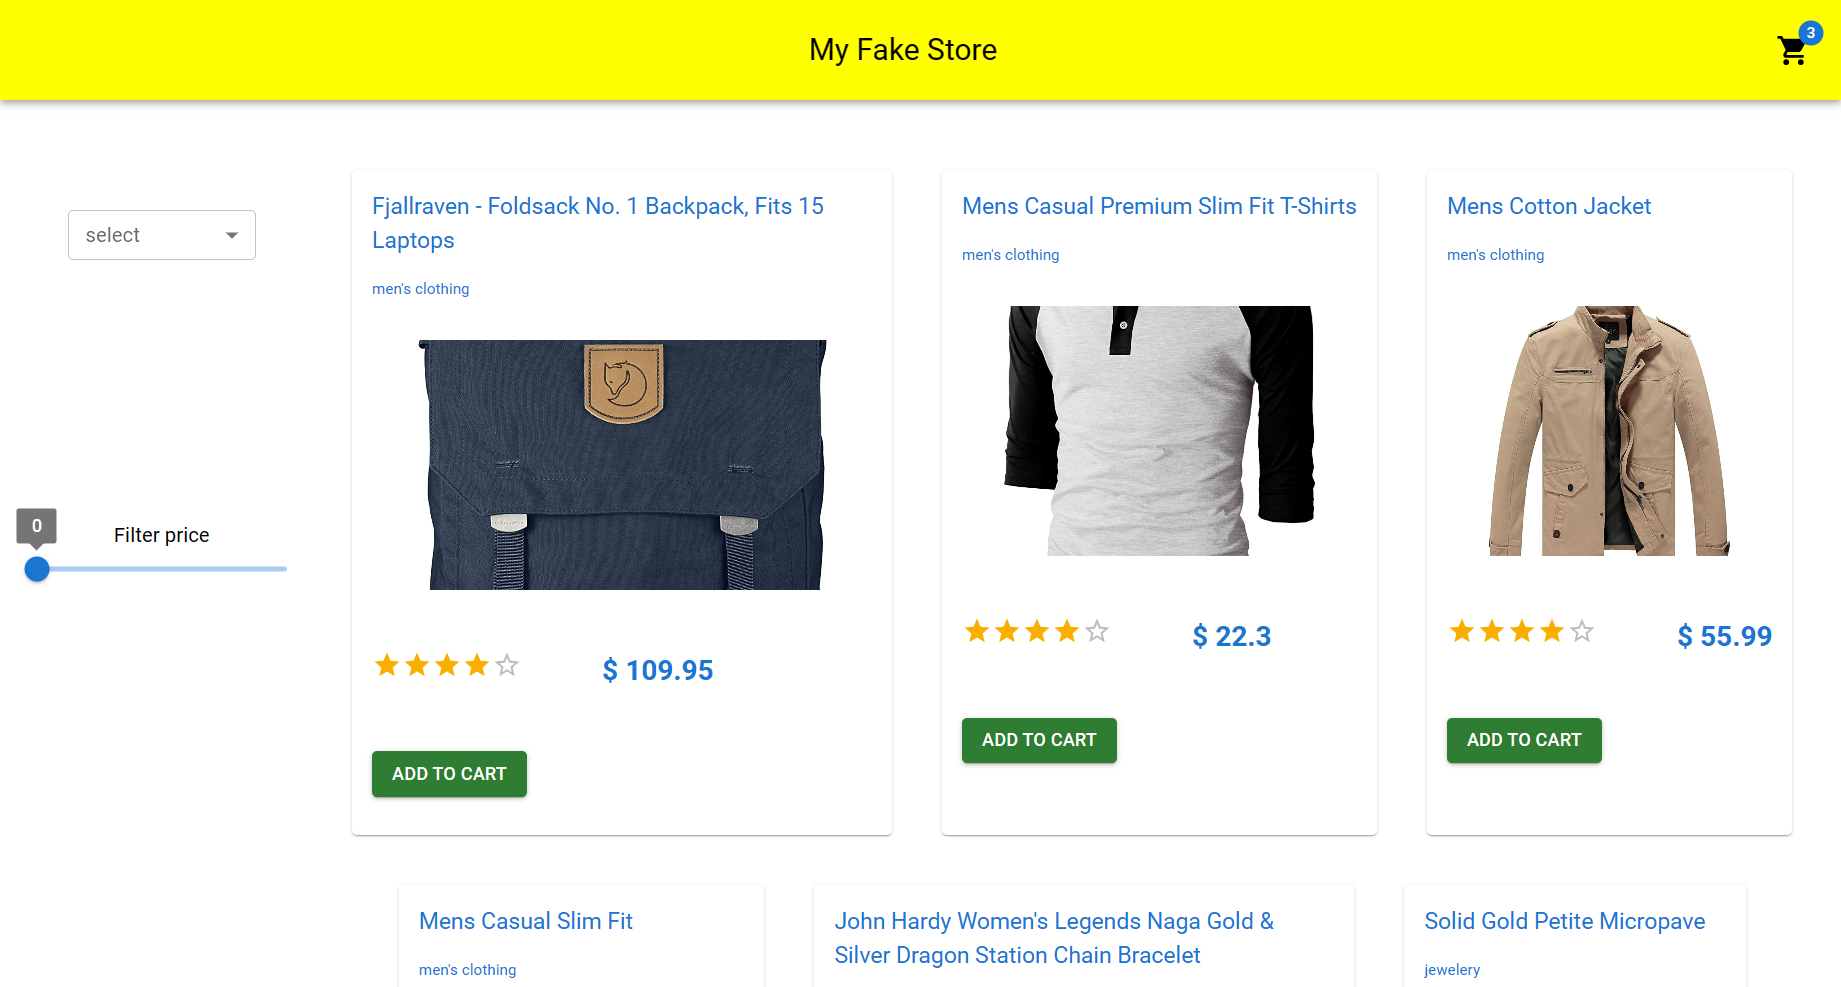 My Fake Store
3
select
0
Filter price
Fjallraven - Foldsack No. 1 Backpack, Fits 15
Laptops
men's clothing
$ 109.95
ADD TO CART
Mens Casual Premium Slim Fit T-Shirts
men's clothing
$ 22.3
ADD TO CART
Mens Cotton Jacket
men's clothing
$ 55.99
ADD TO CART
Mens Casual Slim Fit
men's clothing
John Hardy Women's Legends Naga Gold &
Silver Dragon Station Chain Bracelet
Solid Gold Petite Micropave
jewelery